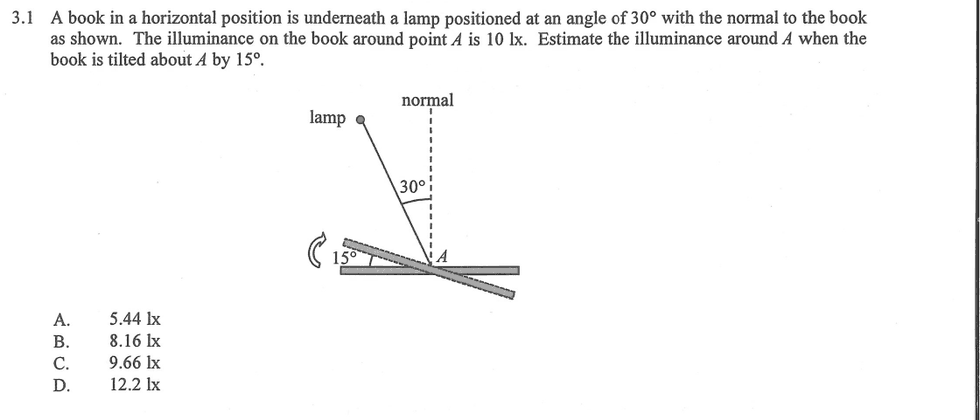 3.1 A book in a horizontal position is underneath a lamp positioned at an angle of 30° with the normal to the book
as shown. The illuminance on the book around point A is 10 lx. Estimate the illuminance around A when the
book is tilted about A by 15°.
normal
lamp
30°
15°
A
A. 5.44 lx
B. 8.16 lx
C. 9.66 lx
D. 12.2 lx